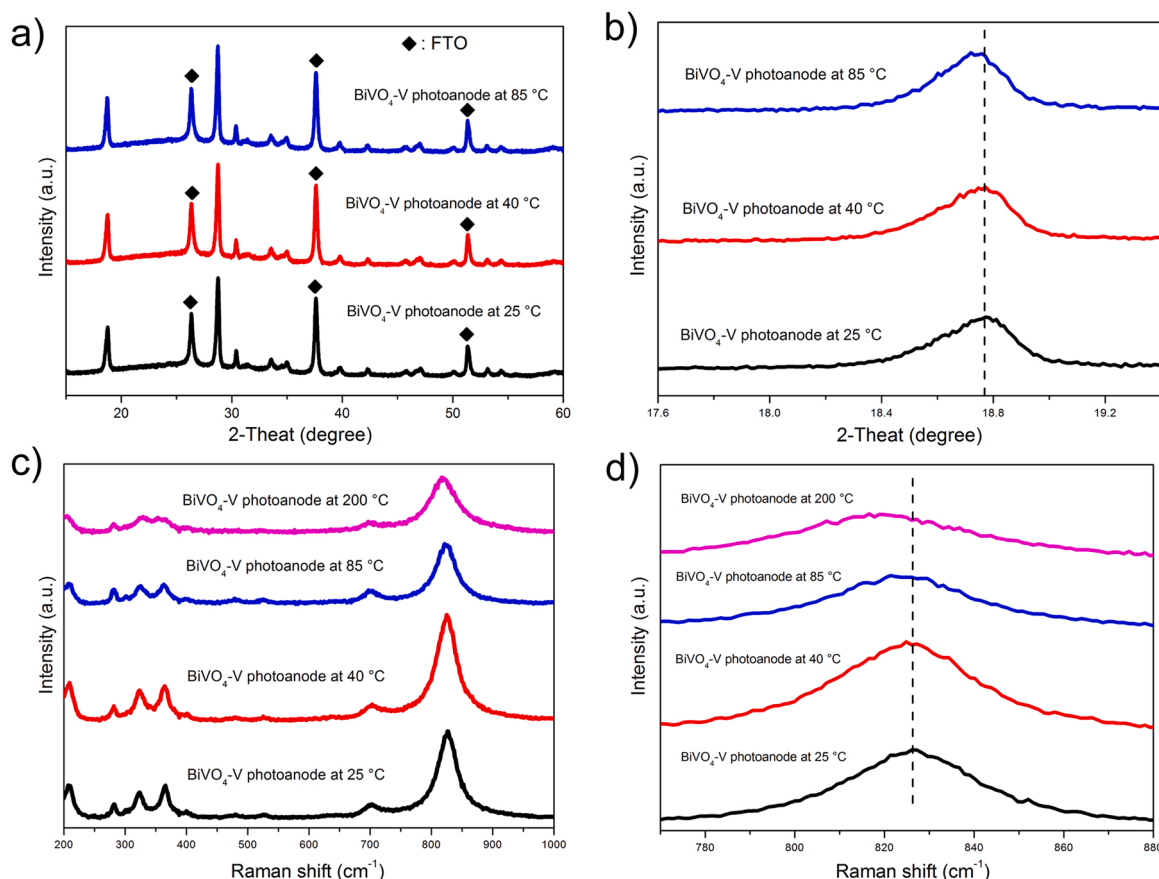 a)
◆: FTO
BiVO₄-V photoanode at 85 °C
BiVO₄-V photoanode at 40 °C
BiVO₄-V photoanode at 25 °C
Intensity (a.u.)
20 30 40 50 60
2-Theat (degree)
b)
BiVO₄-V photoanode at 85 °C
BiVO₄-V photoanode at 40 °C
BiVO₄-V photoanode at 25 °C
Intensity (a.u.)
17.6 18.0 18.4 18.8 19.2
2-Theat (degree)
c)
BiVO₄-V photoanode at 200 °C
BiVO₄-V photoanode at 85 °C
BiVO₄-V photoanode at 40 °C
BiVO₄-V photoanode at 25 °C
Intensity (a.u.)
200 300 400 500 600 700 800 900 1000
Raman shift (cm⁻¹)
d)
BiVO₄-V photoanode at 200 °C
BiVO₄-V photoanode at 85 °C
BiVO₄-V photoanode at 40 °C
BiVO₄-V photoanode at 25 °C
Intensity (a.u.)
780 800 820 840 860 880
Raman shift (cm⁻¹)